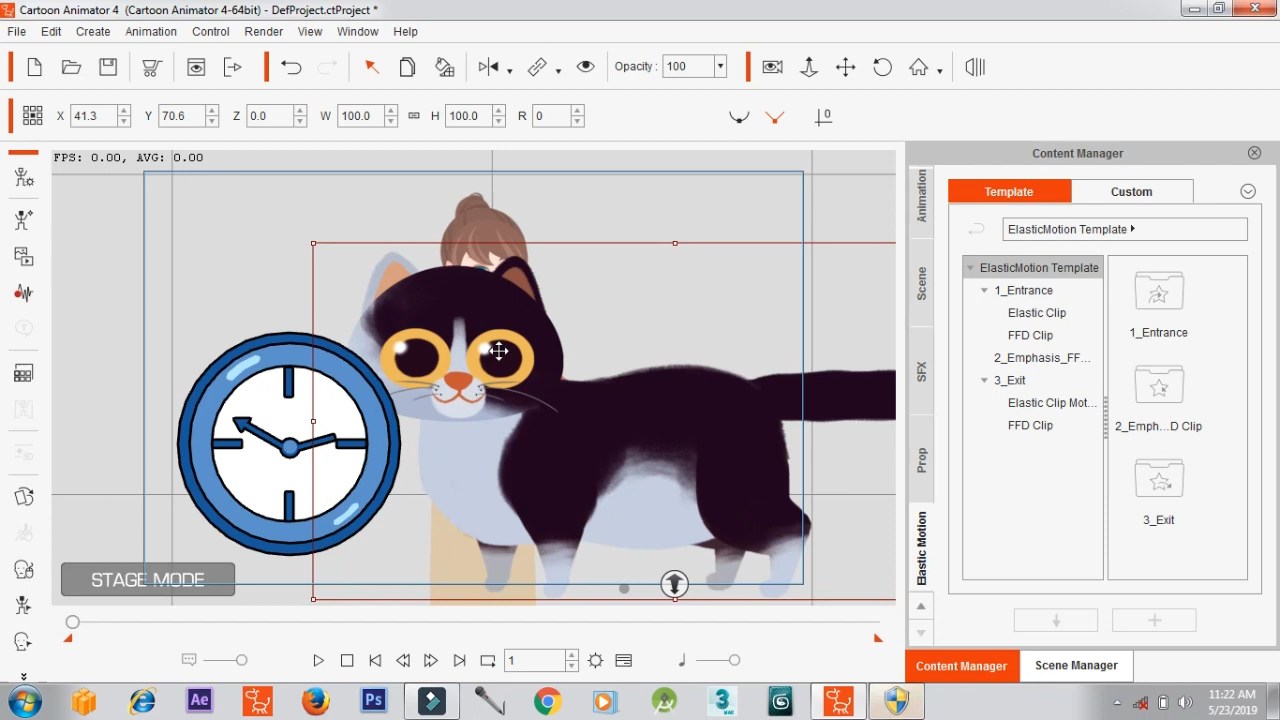 Cartoon Animator 4  (Cartoon Animator 4-64bit) - DefProject.ctProject *
File Edit Create Animation Control Render View Window Help
Opacity : 100
X 41.3 Y 70.6 Z 0.0 W 100.0 H 100.0 R 0
FPS: 0.00, AVG: 0.00
Content Manager
Template Custom
ElasticMotion Template
Animation
Scene
SFX
Prop
Elastic Motion
ElasticMotion Template
1_Entrance
Elastic Clip
FFD Clip
2_Emphasis_FF...
3_Exit
Elastic Clip Mot...
FFD Clip
1_Entrance
2_Emph...D Clip
3_Exit
STAGE MODE
1
Content Manager Scene Manager
Ae Ps 3 MAX
11:22 AM
5/23/2019